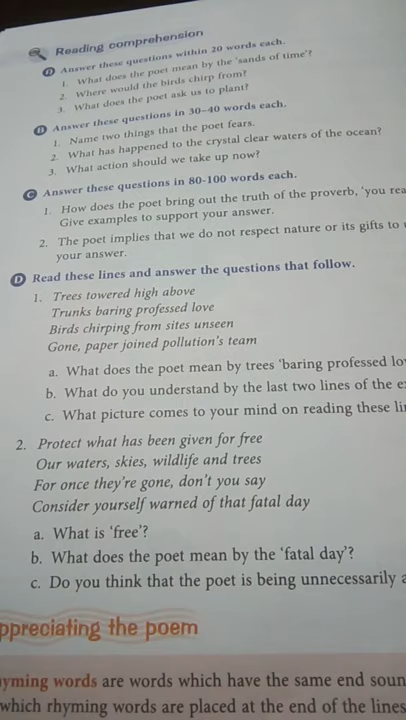 Reading comprehension
A Answer these questions within 20 words each.
1. What does the poet mean by the 'sands of time'?
2. Where would the birds chirp from?
3. What does the poet ask us to plant?
B Answer these questions in 30-40 words each.
1. Name two things that the poet fears.
2. What has happened to the crystal clear waters of the ocean?
3. What action should we take up now?
C Answer these questions in 80-100 words each.
1. How does the poet bring out the truth of the proverb, 'you rea
Give examples to support your answer.
2. The poet implies that we do not respect nature or its gifts to
your answer.
D Read these lines and answer the questions that follow.
1. Trees towered high above
Trunks baring professed love
Birds chirping from sites unseen
Gone, paper joined pollution's team
a. What does the poet mean by trees 'baring professed lo
b. What do you understand by the last two lines of the e
c. What picture comes to your mind on reading these li
2. Protect what has been given for free
Our waters, skies, wildlife and trees
For once they're gone, don't you say
Consider yourself warned of that fatal day
a. What is 'free'?
b. What does the poet mean by the 'fatal day'?
c. Do you think that the poet is being unnecessarily a
ppreciating the poem
yming words are words which have the same end soun
which rhyming words are placed at the end of the lines